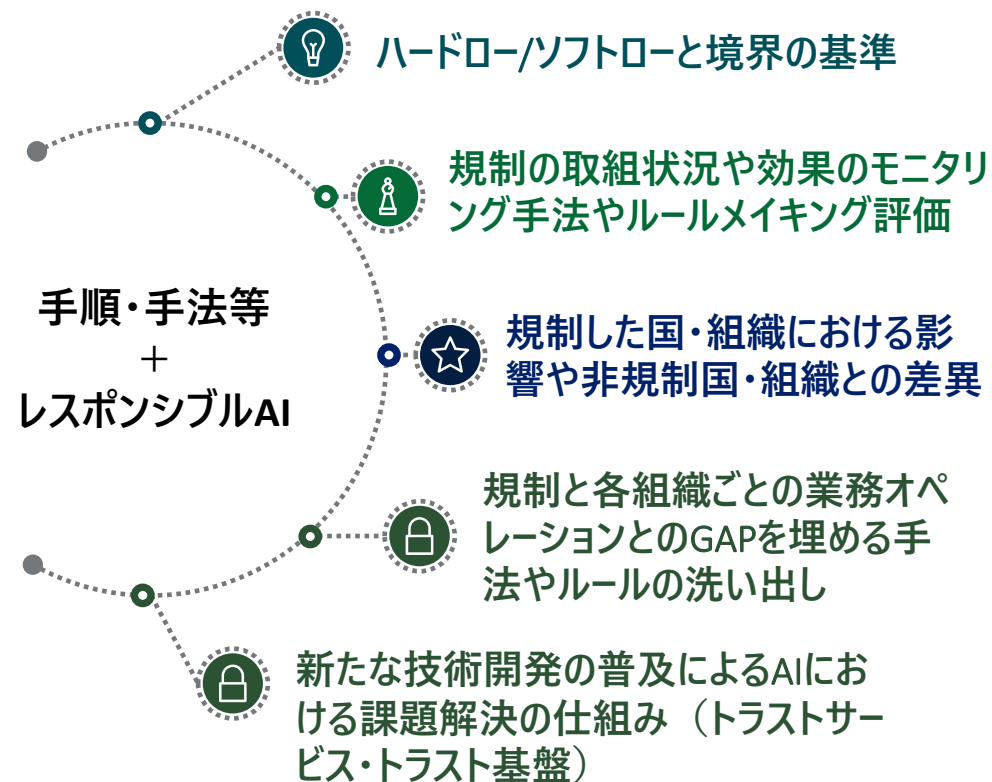 ハードロー/ソフトローと境界の基準
規制の取組状況や効果のモニタリ
ング手法やルールメイキング評価
手順・手法等
＋
レスポンシブルAI
規制した国・組織における影
響や非規制国・組織との差異
規制と各組織ごとの業務オペ
レーションとのGAPを埋める手
法やルールの洗い出し
新たな技術開発の普及によるAIにお
ける課題解決の仕組み（トラストサー
ビス・トラスト基盤）